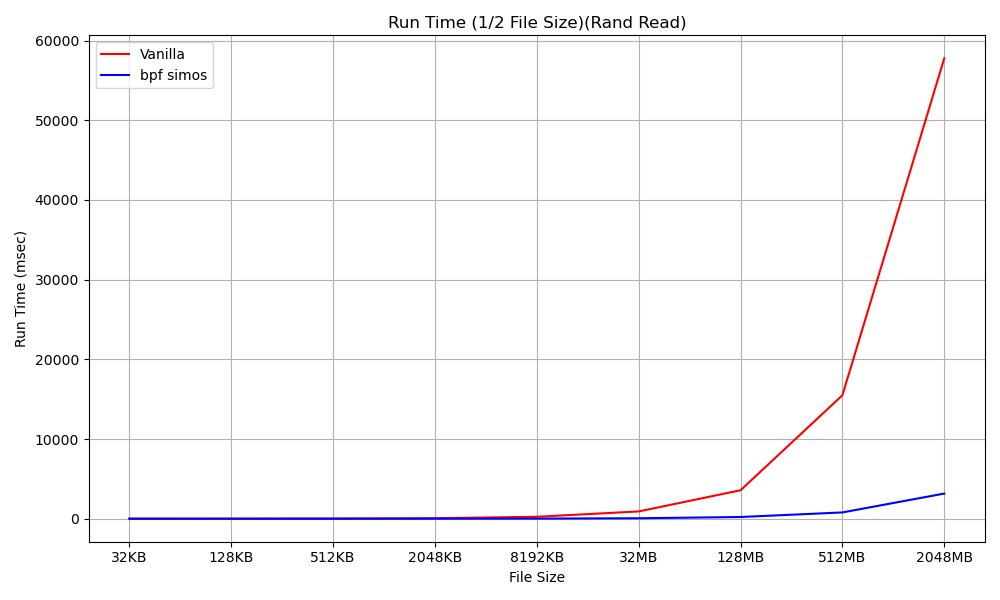 Run Time (1/2 File Size)(Rand Read)
Vanilla
bpf simos
60000
50000
40000
30000
20000
10000
0
Run Time (msec)
32KB 128KB 512KB 2048KB 8192KB 32MB 128MB 512MB 2048MB
File Size